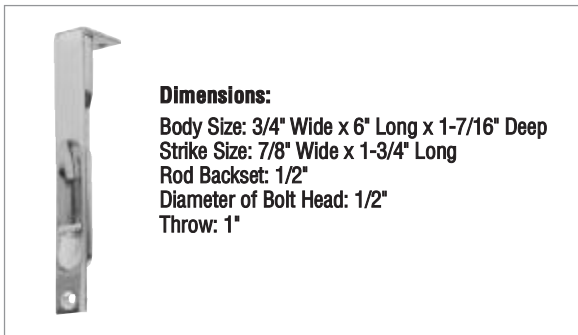 Dimensions:
Body Size: 3/4" Wide x 6" Long x 1-7/16" Deep
Strike Size: 7/8" Wide x 1-3/4" Long
Rod Backset: 1/2"
Diameter of Bolt Head: 1/2"
Throw: 1"